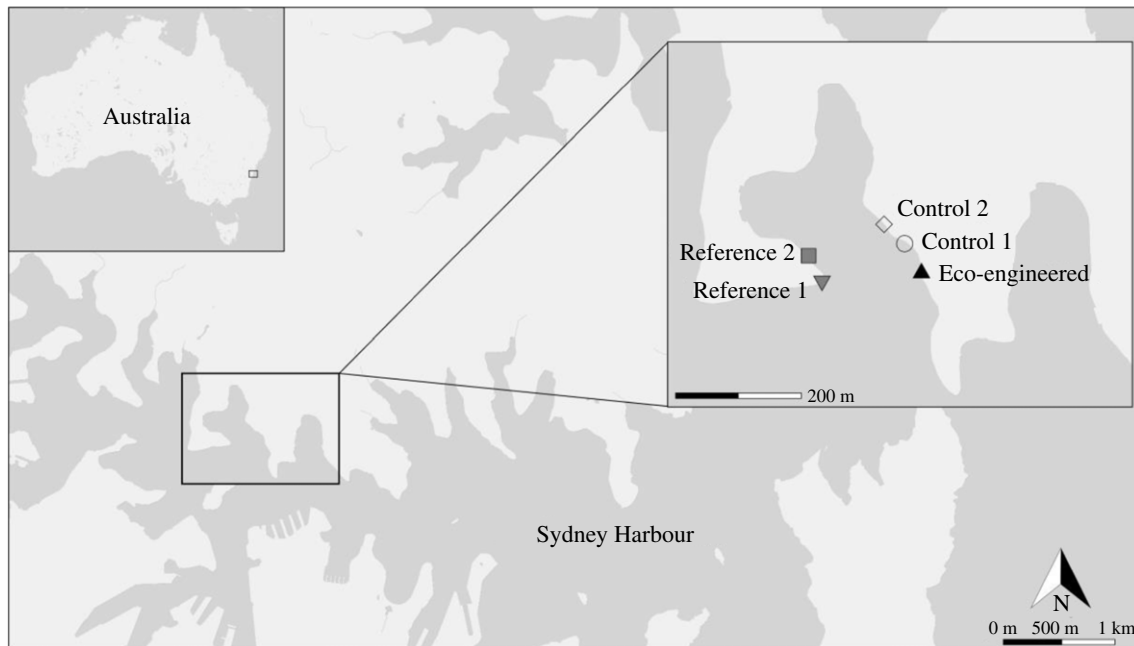 Australia
Control 2
Control 1
Reference 2
Eco-engineered
Reference 1
200 m
Sydney Harbour
N
0 m 500 m 1 km